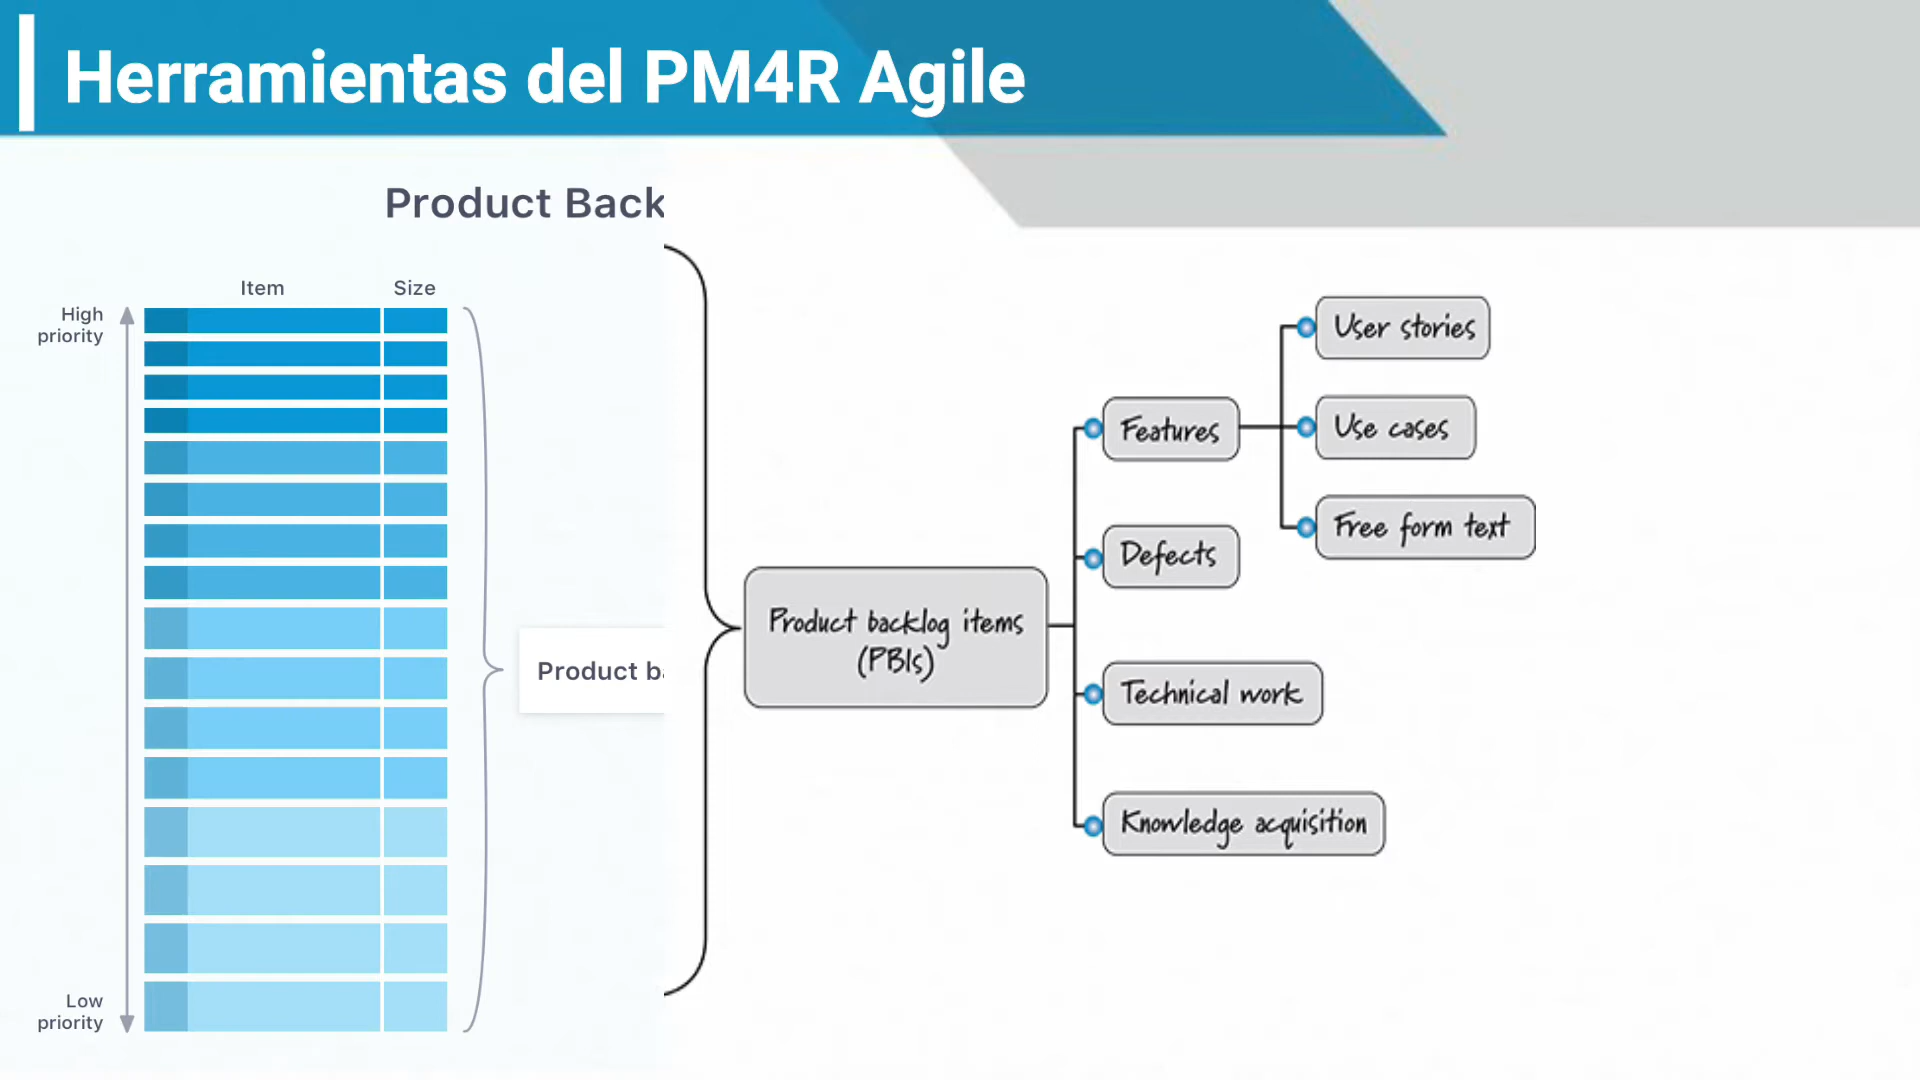 Herramientas del PM4R Agile
Product Back
Item
Size
High
priority
Low
priority
Product ba
Product backlog items
(PBIs)
Features
Defects
Technical work
Knowledge acquisition
User stories
Use cases
Free form text